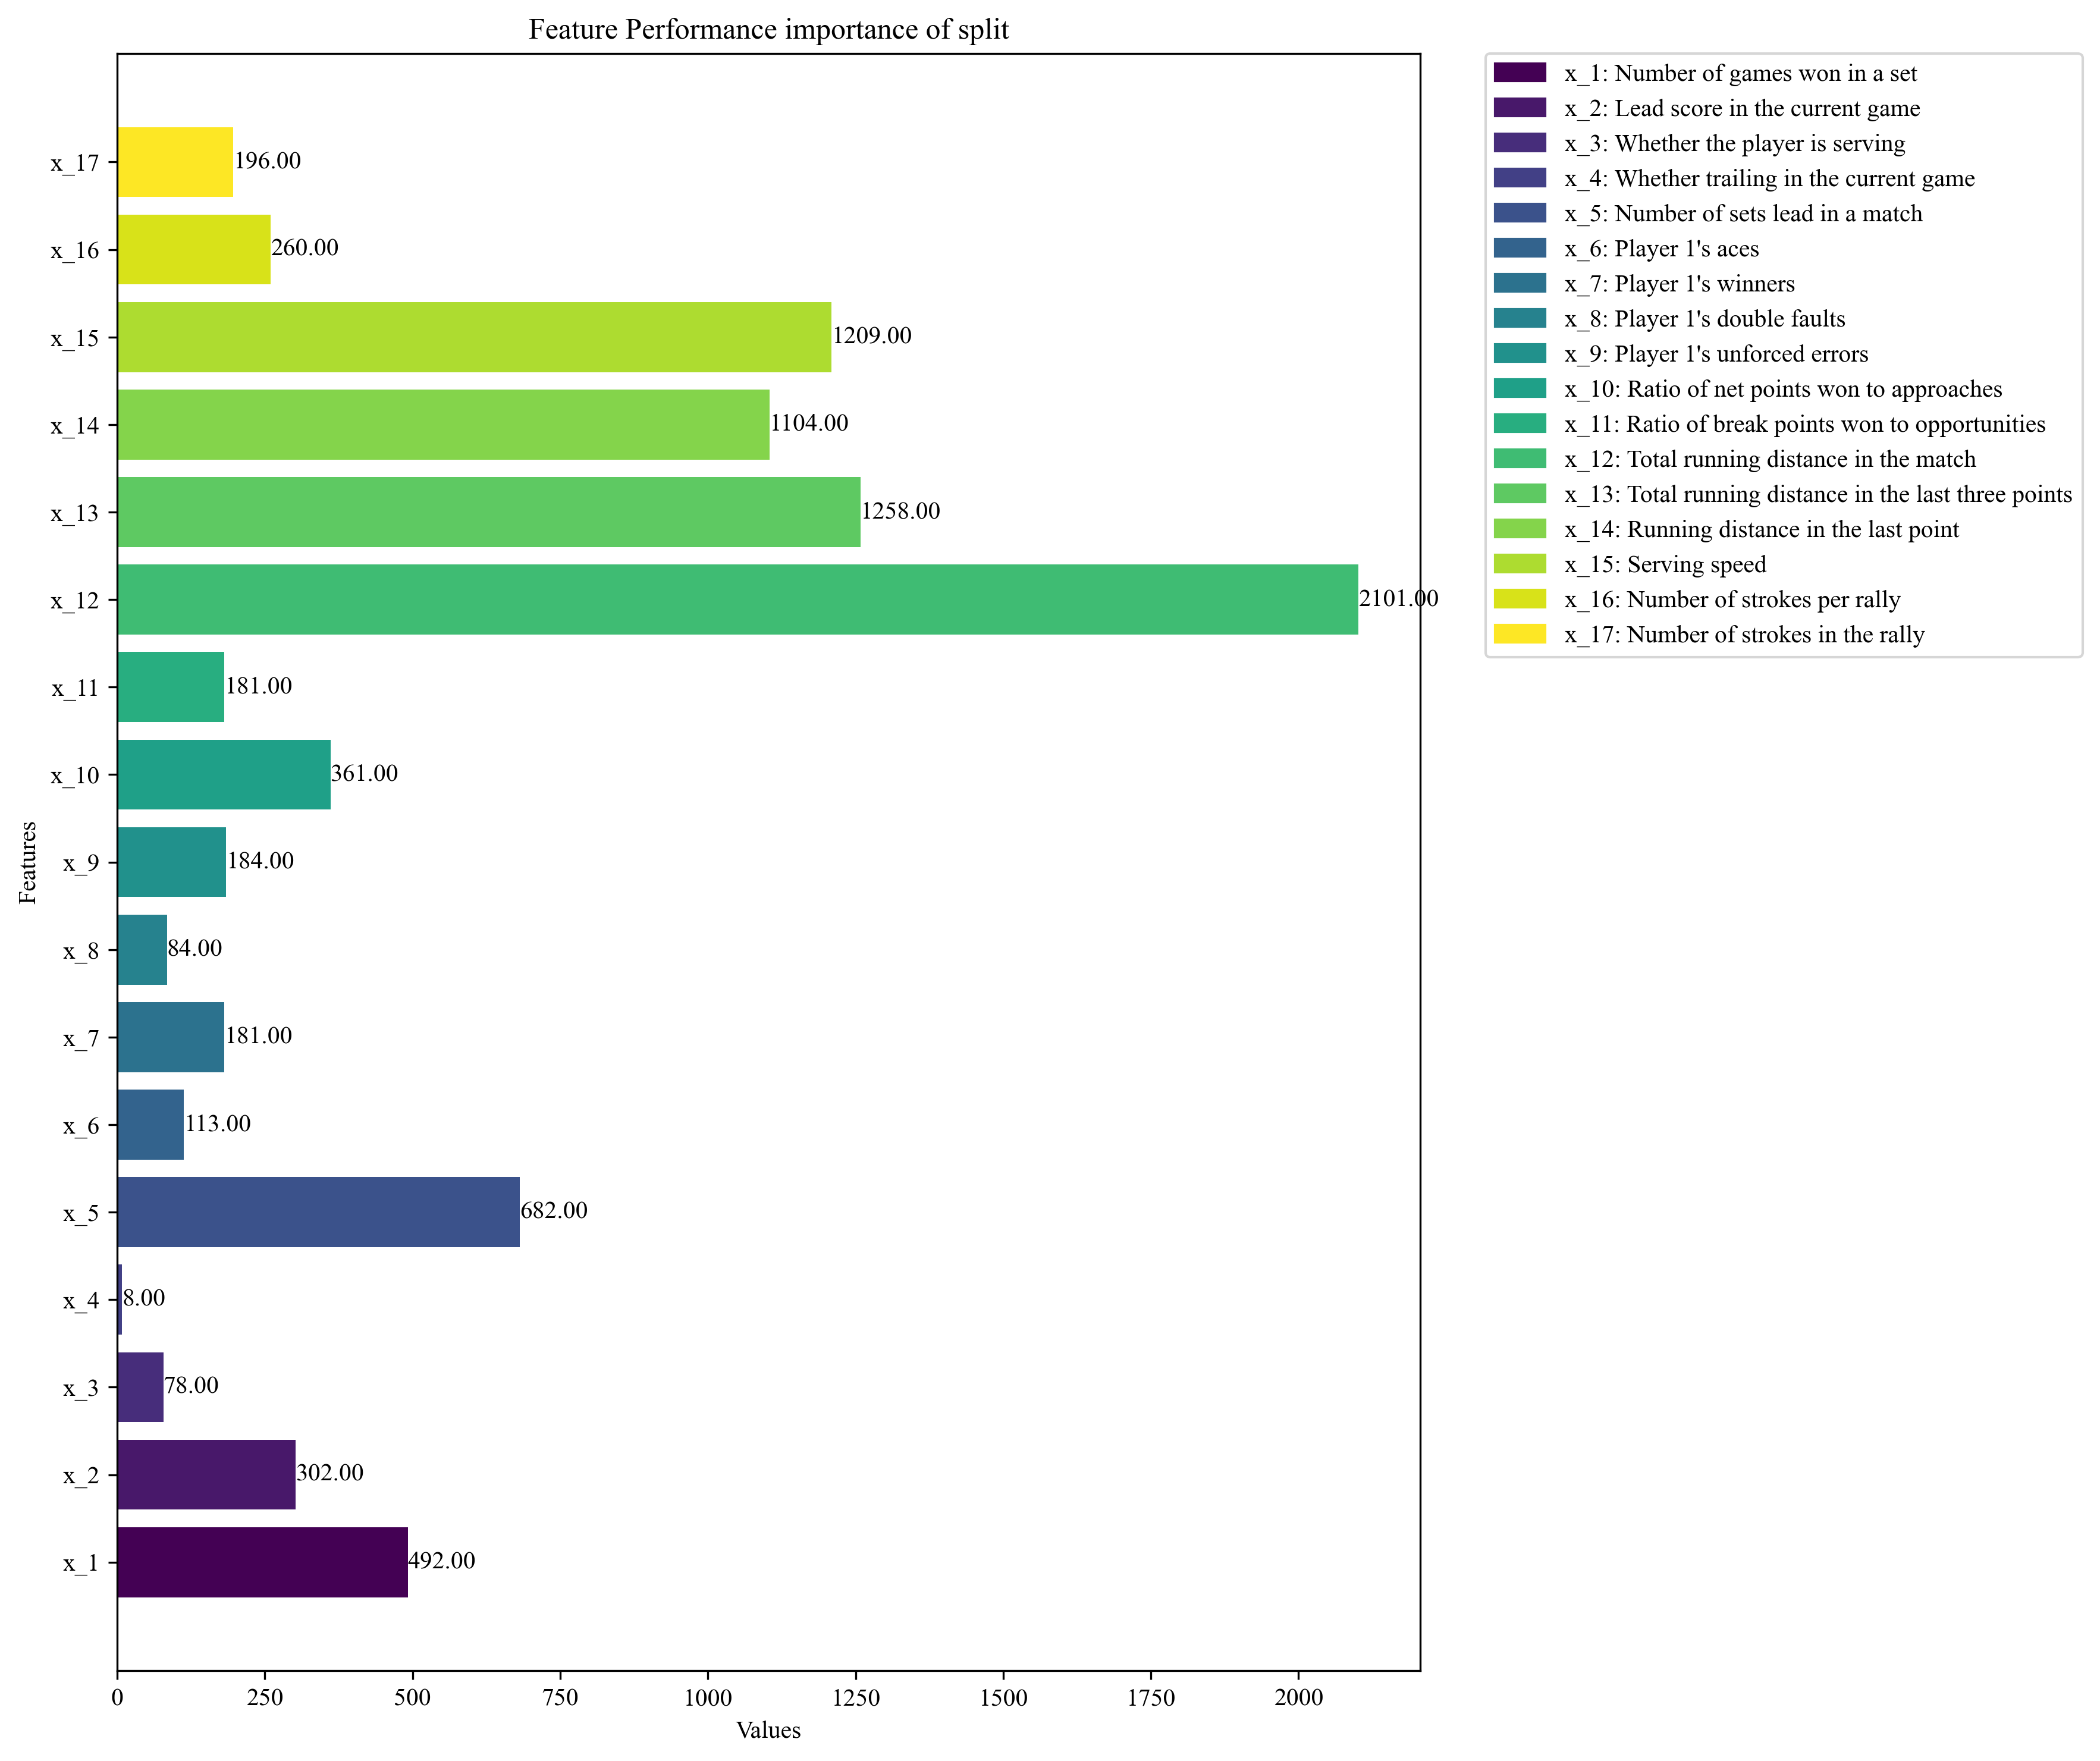 Feature Performance importance of split
x_17
196.00
x_16
260.00
x_15
1209.00
x_14
1104.00
x_13
1258.00
x_12
2101.00
x_11
181.00
x_10
361.00
x_9
184.00
x_8
84.00
x_7
181.00
x_6
113.00
x_5
682.00
x_4
8.00
x_3
78.00
x_2
302.00
x_1
492.00
Features
0 250 500 750 1000 1250 1500 1750 2000
Values
x_1: Number of games won in a set
x_2: Lead score in the current game
x_3: Whether the player is serving
x_4: Whether trailing in the current game
x_5: Number of sets lead in a match
x_6: Player 1's aces
x_7: Player 1's winners
x_8: Player 1's double faults
x_9: Player 1's unforced errors
x_10: Ratio of net points won to approaches
x_11: Ratio of break points won to opportunities
x_12: Total running distance in the match
x_13: Total running distance in the last three points
x_14: Running distance in the last point
x_15: Serving speed
x_16: Number of strokes per rally
x_17: Number of strokes in the rally